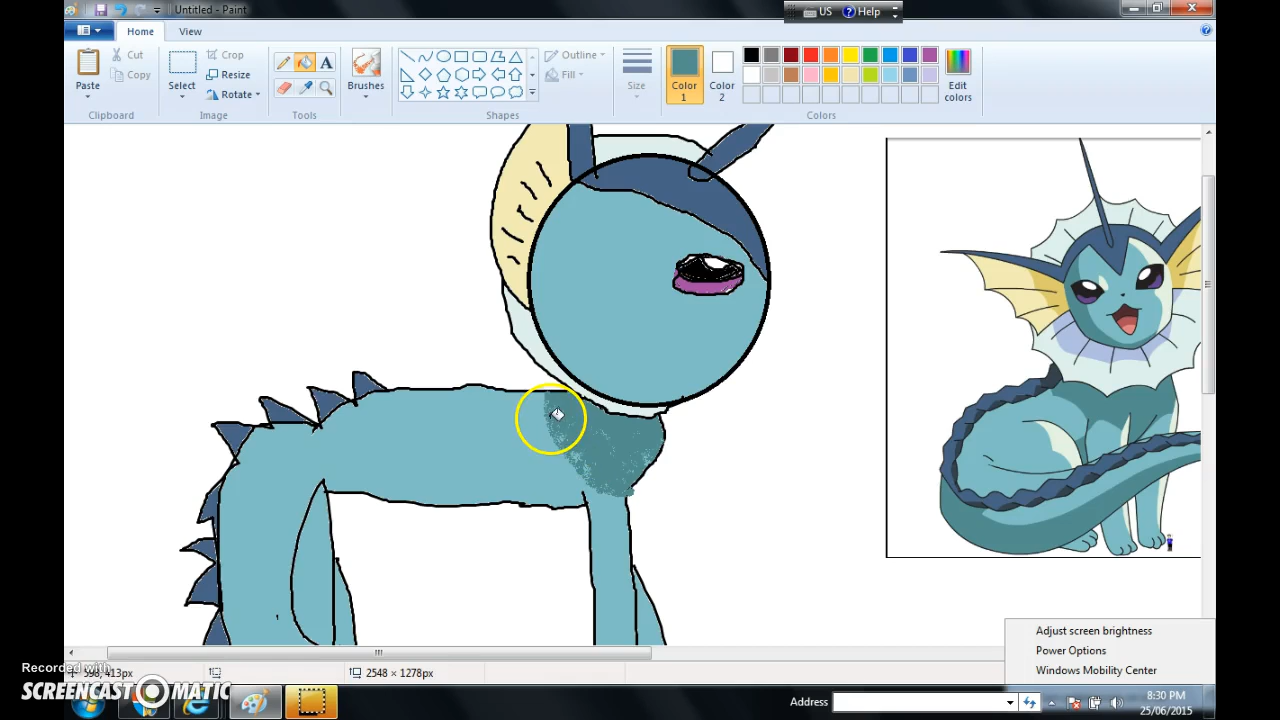 Untitled - Paint
US Help
Home View
Paste
Cut
Copy
Clipboard
Select
Crop
Resize
Rotate
Image
Tools
Brushes
Shapes
Outline
Fill
Size
Color 1
Color 2
Edit colors
Colors
Adjust screen brightness
Power Options
Windows Mobility Center
598, 413px
2548 × 1278px
Recorded with
SCREENCAST-O-MATIC
Address
8:30 PM
25/06/2015